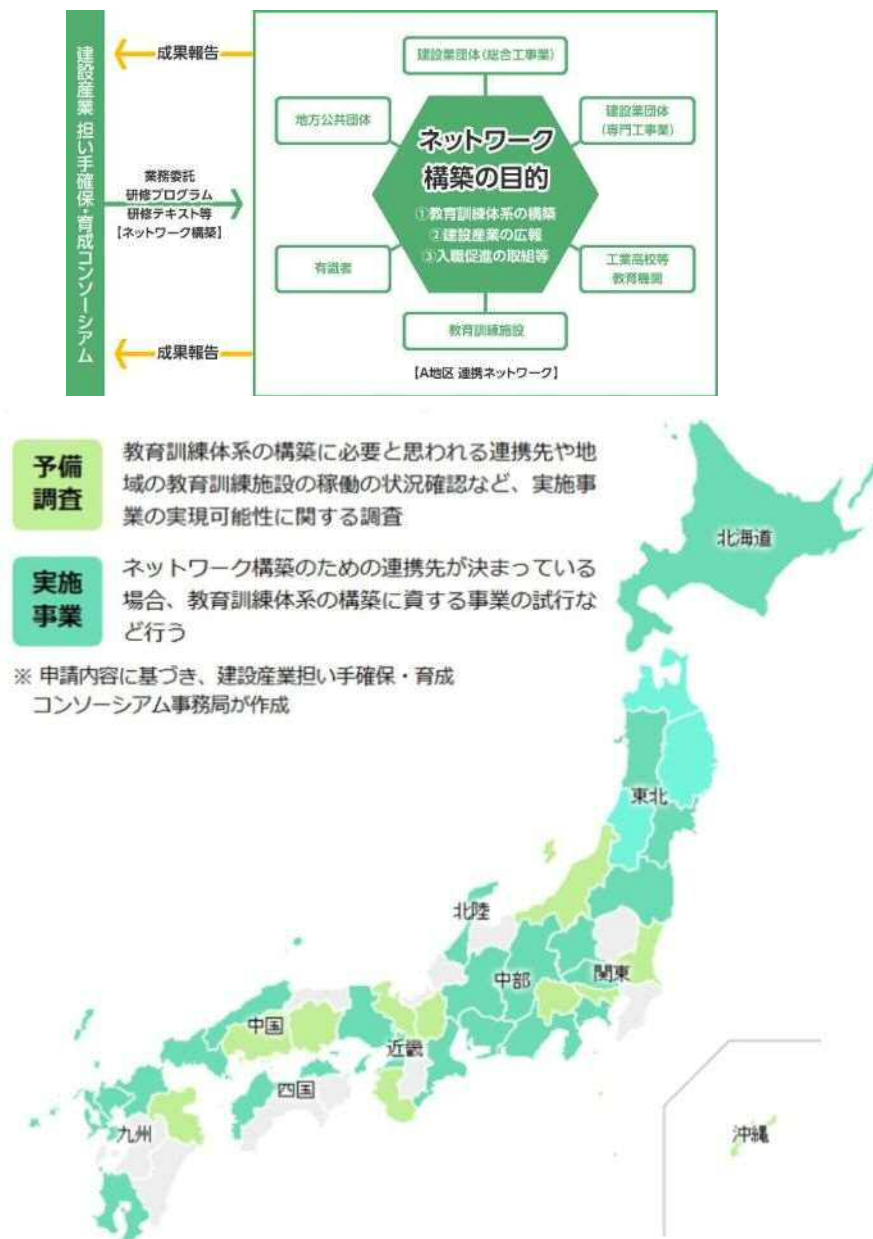 建設産業 担い手確保・育成コンソーシアム
成果報告
業務委託
研修プログラム
研修テキスト等
【ネットワーク構築】
成果報告
建設業団体(総合工事業)
地方公共団体
建設業団体
(専門工事業)
ネットワーク
構築の目的
①教育訓練体系の構築
②建設産業の広報
③入職促進の取組等
有識者
工業高校等
教育機関
教育訓練施設
【A地区 連携ネットワーク】
予備
調査
教育訓練体系の構築に必要と思われる連携先や地
域の教育訓練施設の稼働の状況確認など、実施事
業の実現可能性に関する調査
実施
事業
ネットワーク構築のための連携先が決まっている
場合、教育訓練体系の構築に資する事業の試行な
ど行う
※ 申請内容に基づき、建設産業担い手確保・育成
コンソーシアム事務局が作成
北海道
東北
北陸
中部
関東
中国
近畿
四国
九州
沖縄